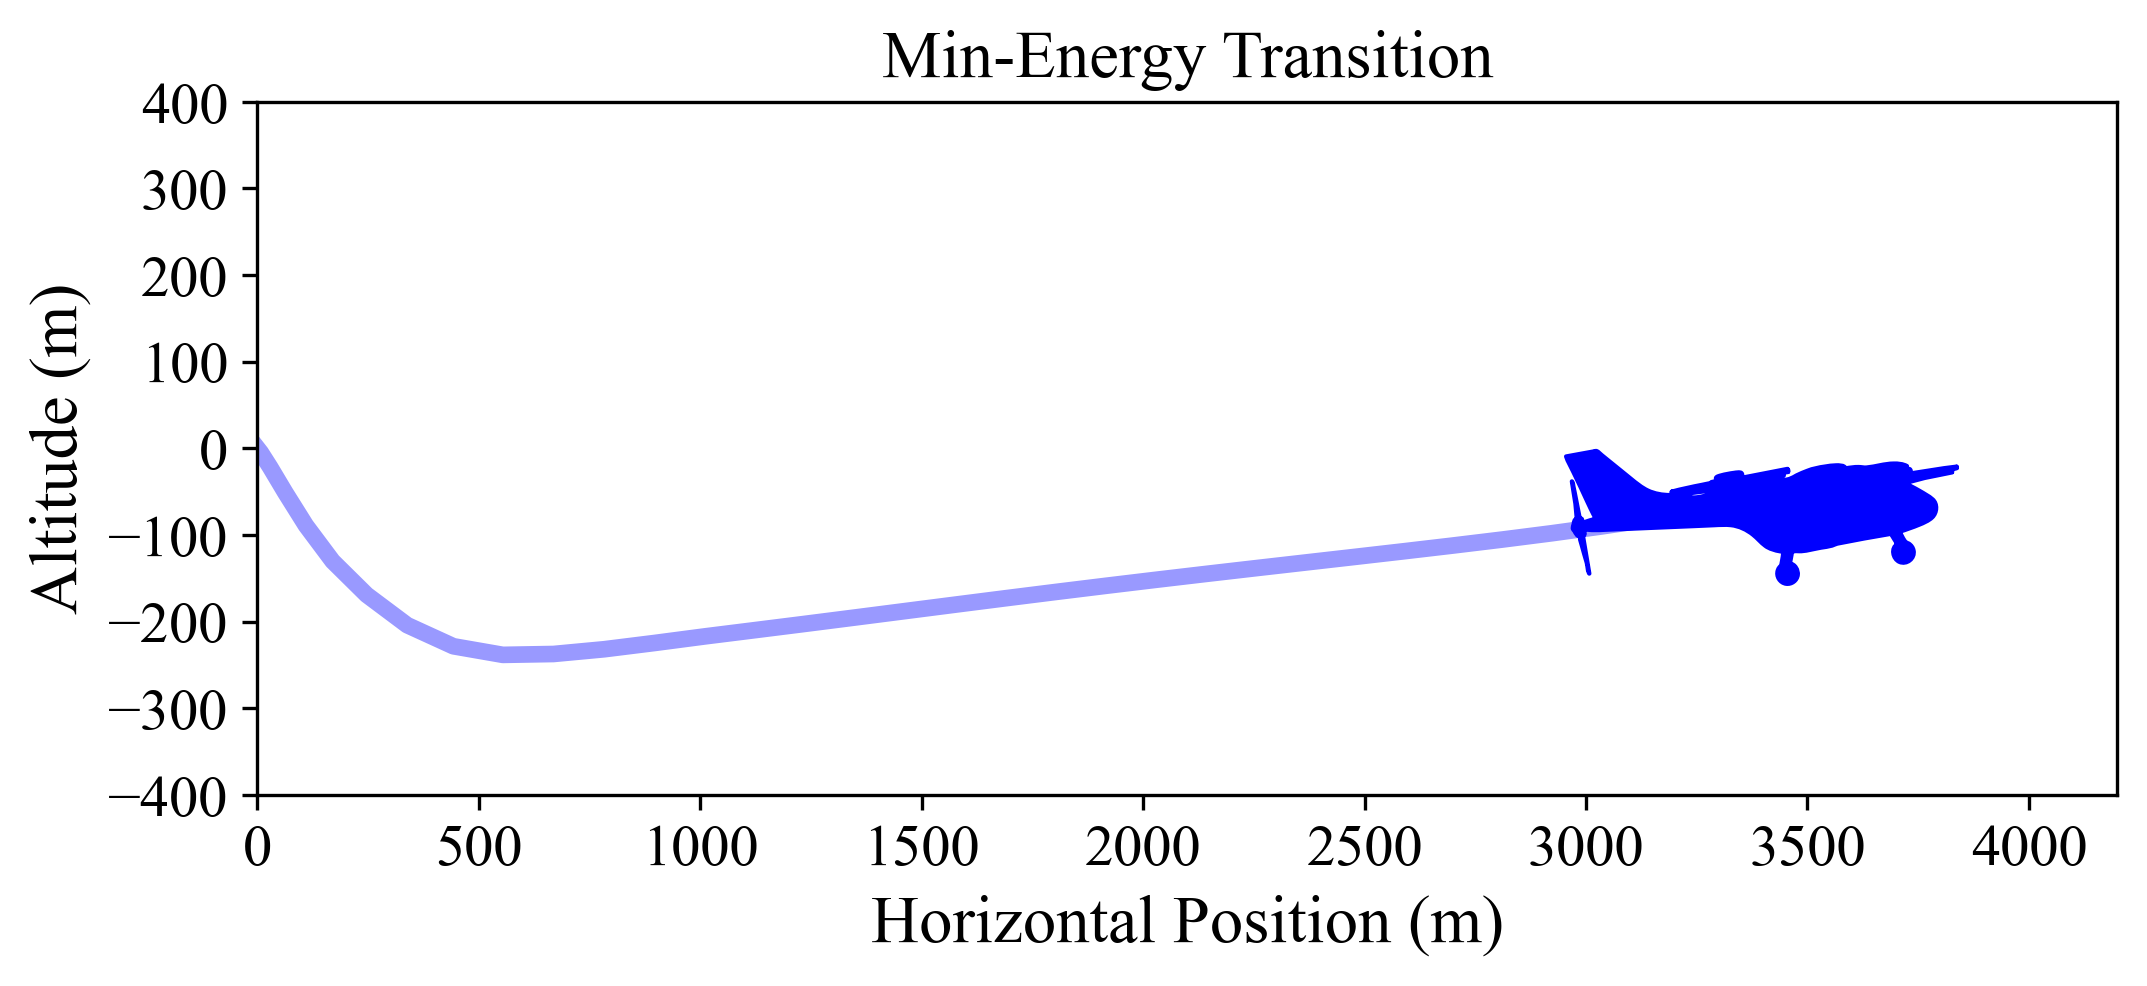 Min-Energy Transition
400
300
200
100
0
−100
−200
−300
−400
Altitude (m)
0 500 1000 1500 2000 2500 3000 3500 4000
Horizontal Position (m)